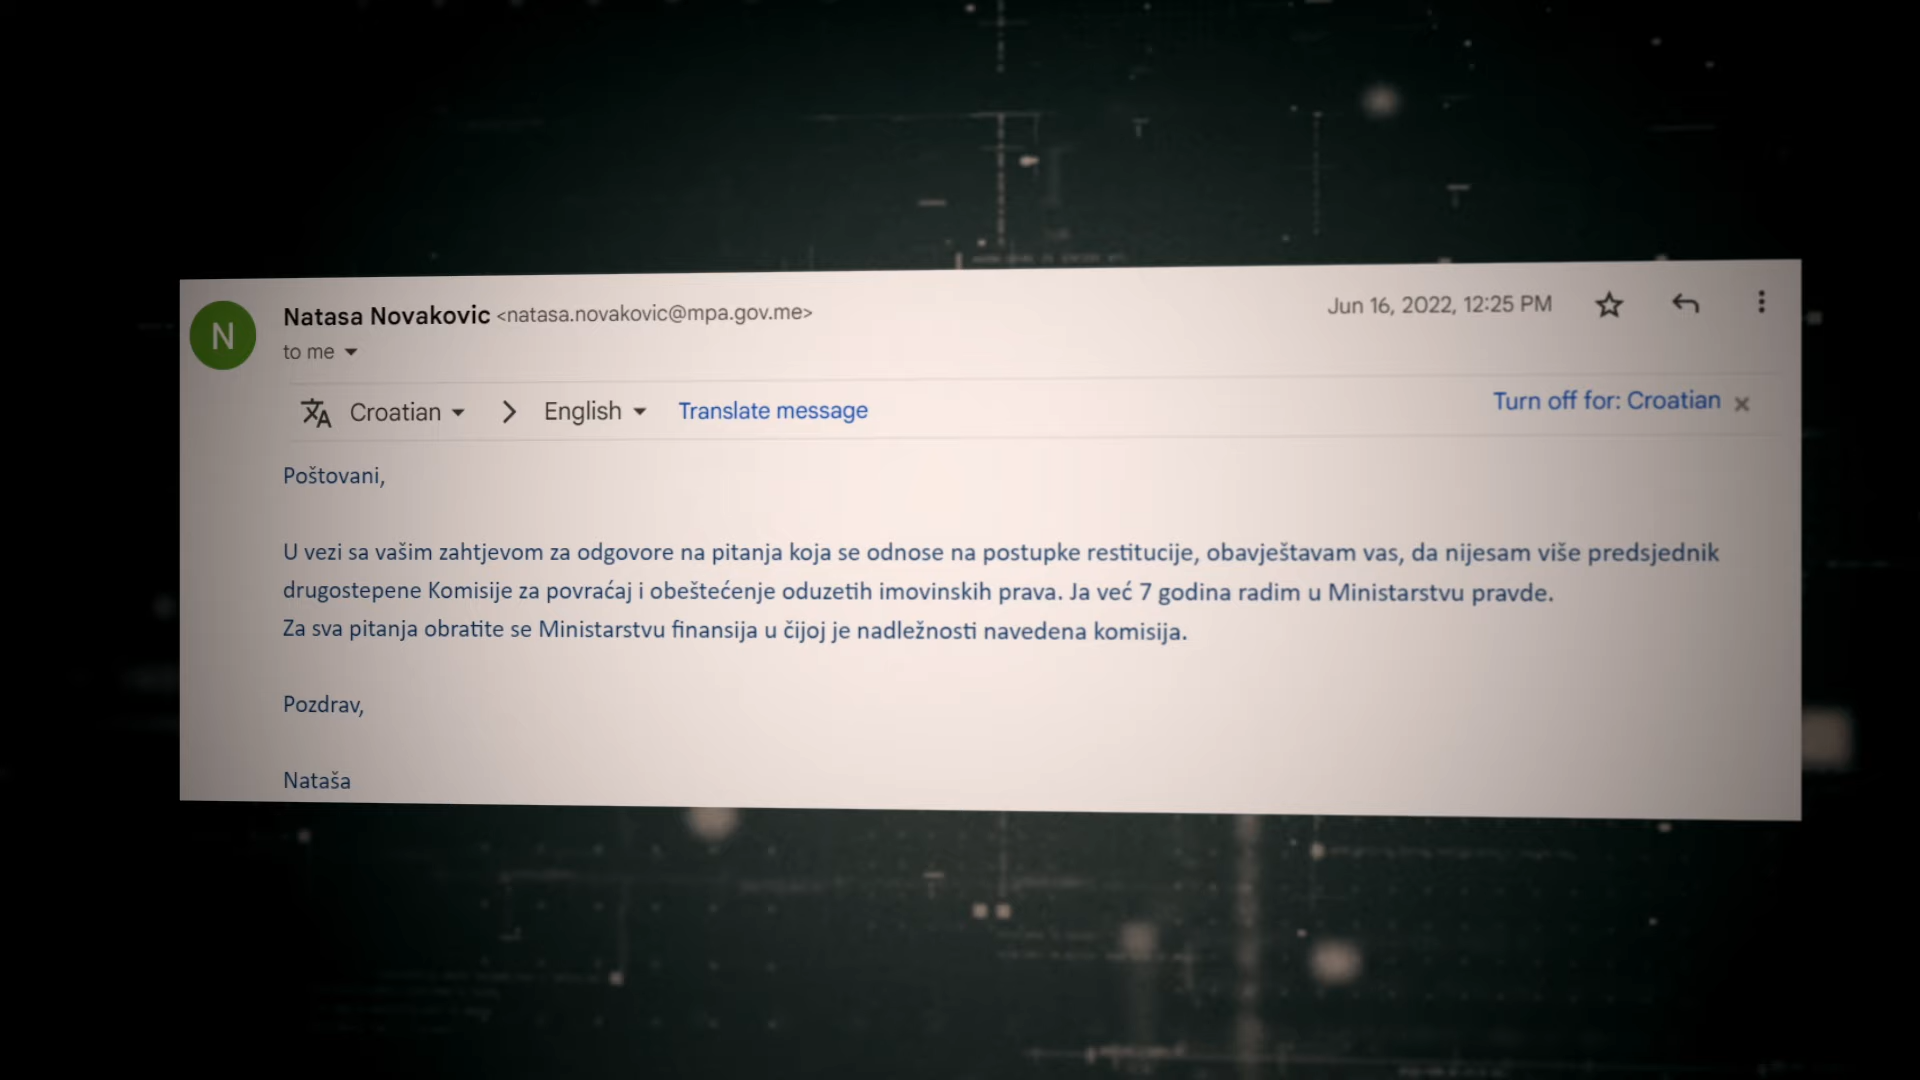 N
Natasa Novakovic <natasa.novakovic@mpa.gov.me>
Jun 16, 2022, 12:25 PM
to me
Croatian > English Translate message
Turn off for: Croatian ×
Poštovani,
U vezi sa vašim zahtjevom za odgovore na pitanja koja se odnose na postupke restitucije, obavještavam vas, da nijesam više predsjednik
drugostepene Komisije za povraćaj i obeštećenje oduzetih imovinskih prava. Ja već 7 godina radim u Ministarstvu pravde.
Za sva pitanja obratite se Ministarstvu finansija u čijoj je nadležnosti navedena komisija.
Pozdrav,
Nataša